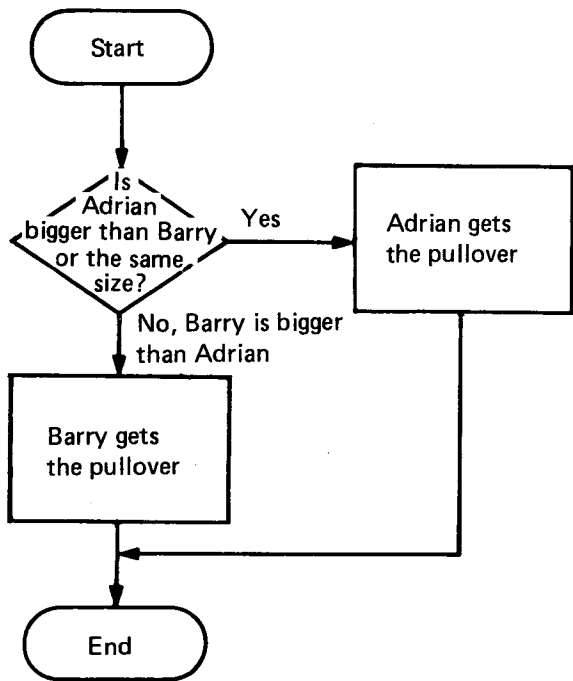 Start
Is
Adrian
bigger than Barry
or the same
size?
Yes
Adrian gets
the pullover
No, Barry is bigger
than Adrian
Barry gets
the pullover
End